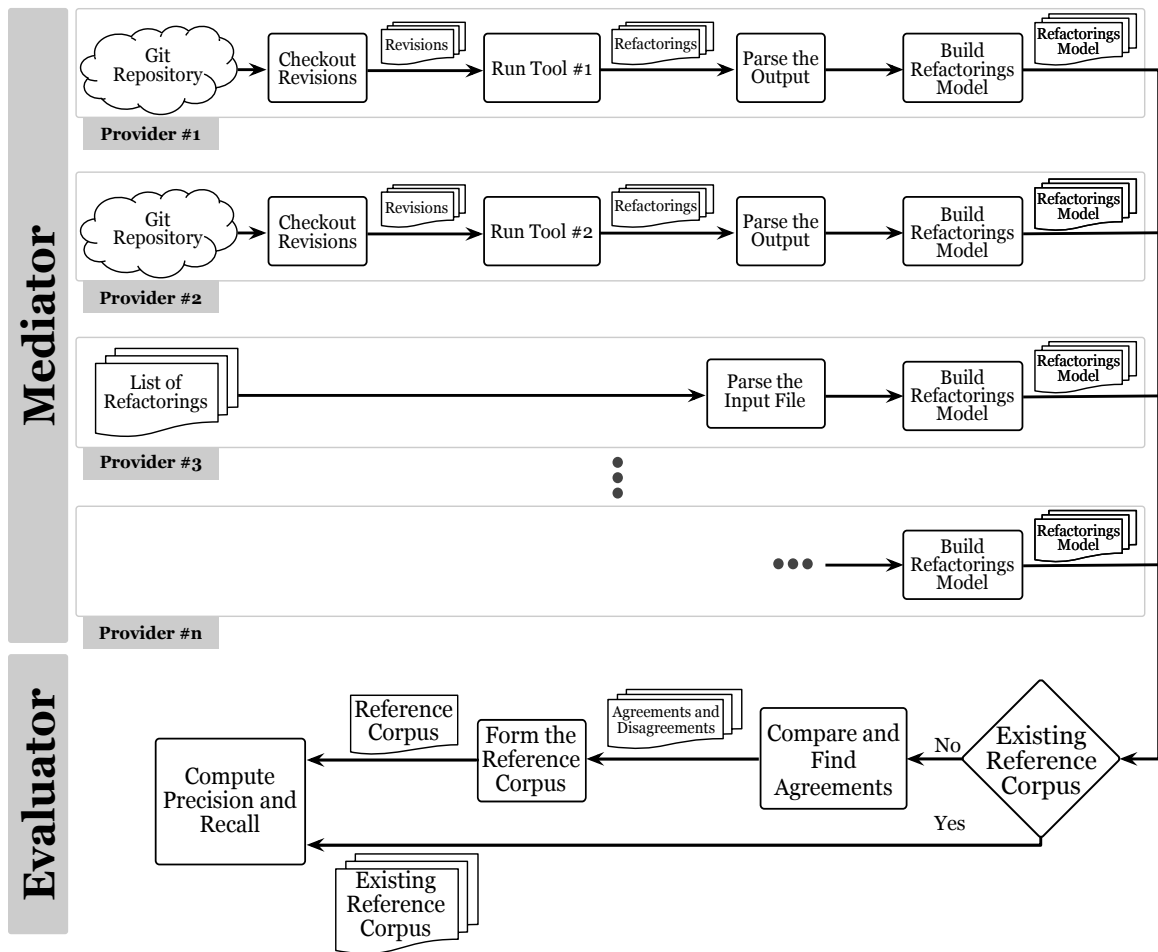 Mediator
Git
Repository
Checkout
Revisions
Revisions
Run Tool #1
Refactorings
Parse the
Output
Build
Refactorings
Model
Refactorings
Model
Provider #1
Git
Repository
Checkout
Revisions
Revisions
Run Tool #2
Refactorings
Parse the
Output
Build
Refactorings
Model
Refactorings
Model
Provider #2
List of
Refactorings
Parse the
Input File
Build
Refactorings
Model
Refactorings
Model
Provider #3
Build
Refactorings
Model
Refactorings
Model
Provider #n
Evaluator
Existing
Reference
Corpus
No
Compare and
Find
Agreements
Agreements and
Disagreements
Form the
Reference
Corpus
Reference
Corpus
Compute
Precision and
Recall
Yes
Existing
Reference
Corpus